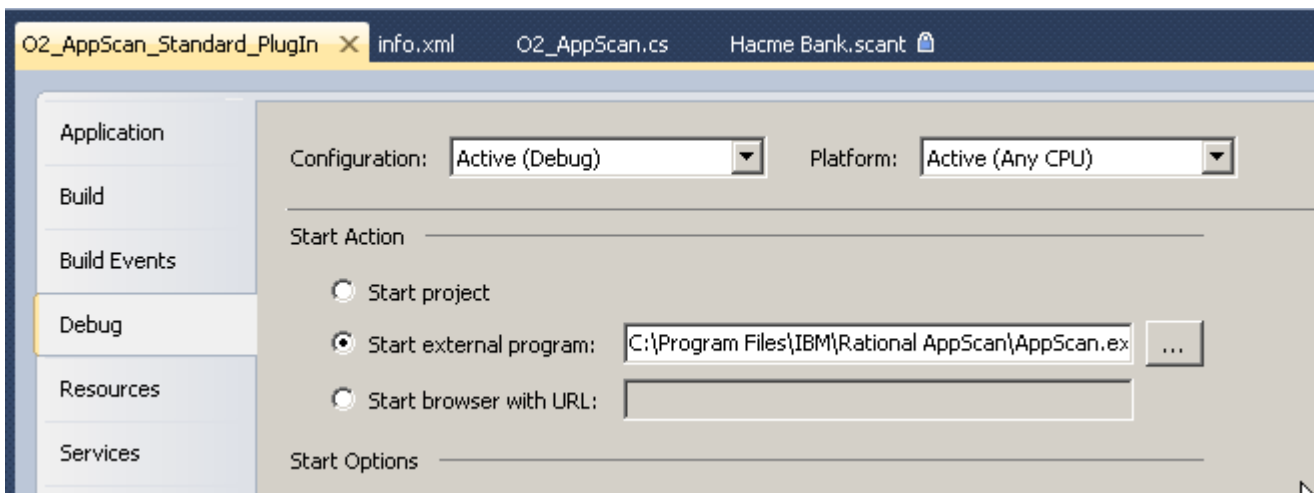 O2_AppScan_Standard_PlugIn info.xml O2_AppScan.cs Hacme Bank.scant
Application
Configuration: Active (Debug) Platform: Active (Any CPU)
Build
Start Action
Build Events
Start project
Debug
Start external program: C:\Program Files\IBM\Rational AppScan\AppScan.ex ...
Resources
Start browser with URL:
Services
Start Options